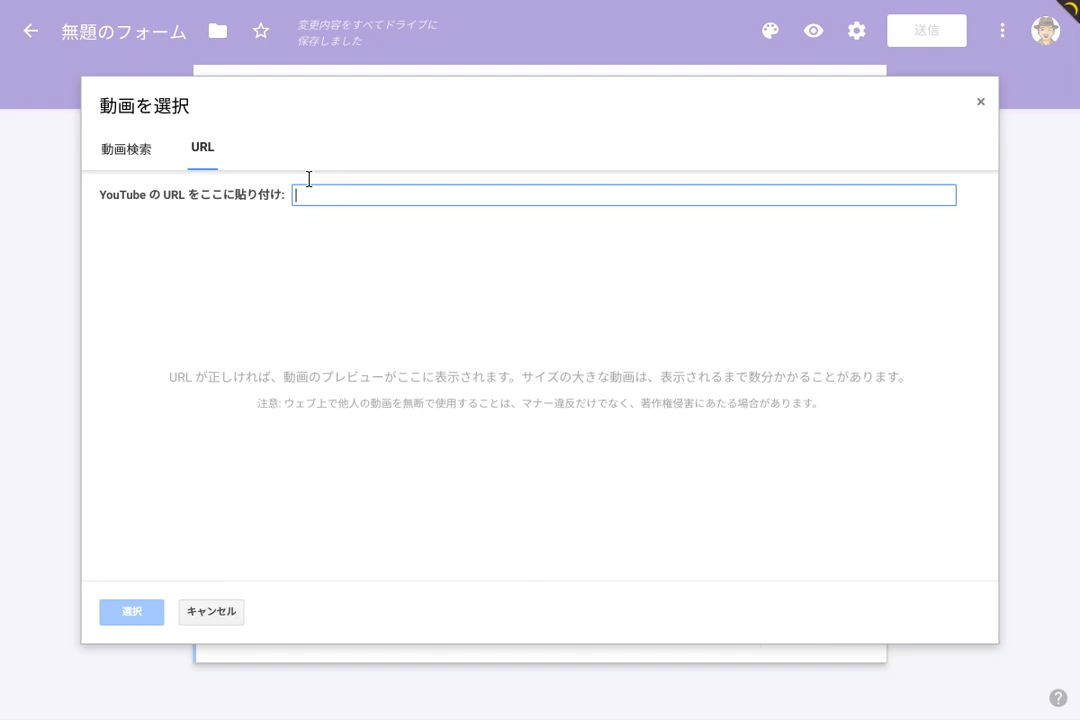 無題のフォーム
変更内容をすべてドライブに
保存しました
送信
動画を選択
×
動画検索
URL
YouTube の URL をここに貼り付け:
URL が正しければ、動画のプレビューがここに表示されます。サイズの大きな動画は、表示されるまで数分かかることがあります。
注意: ウェブ上で他人の動画を無断で使用することは、マナー違反だけでなく、著作権侵害にあたる場合があります。
選択
キャンセル
?